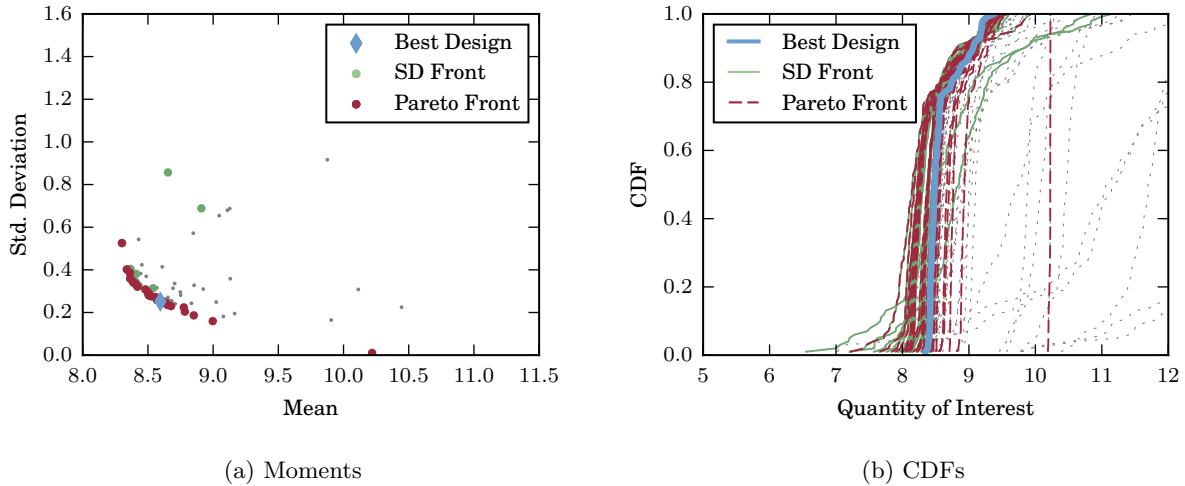 1.6
1.4
1.2
1.0
0.8
0.6
0.4
0.2
0.0
Std. Deviation
Best Design
SD Front
Pareto Front
8.0 8.5 9.0 9.5 10.0 10.5 11.0 11.5
Mean
(a) Moments
1.0
0.8
0.6
0.4
0.2
0.0
CDF
Best Design
SD Front
Pareto Front
5 6 7 8 9 10 11 12
Quantity of Interest
(b) CDFs